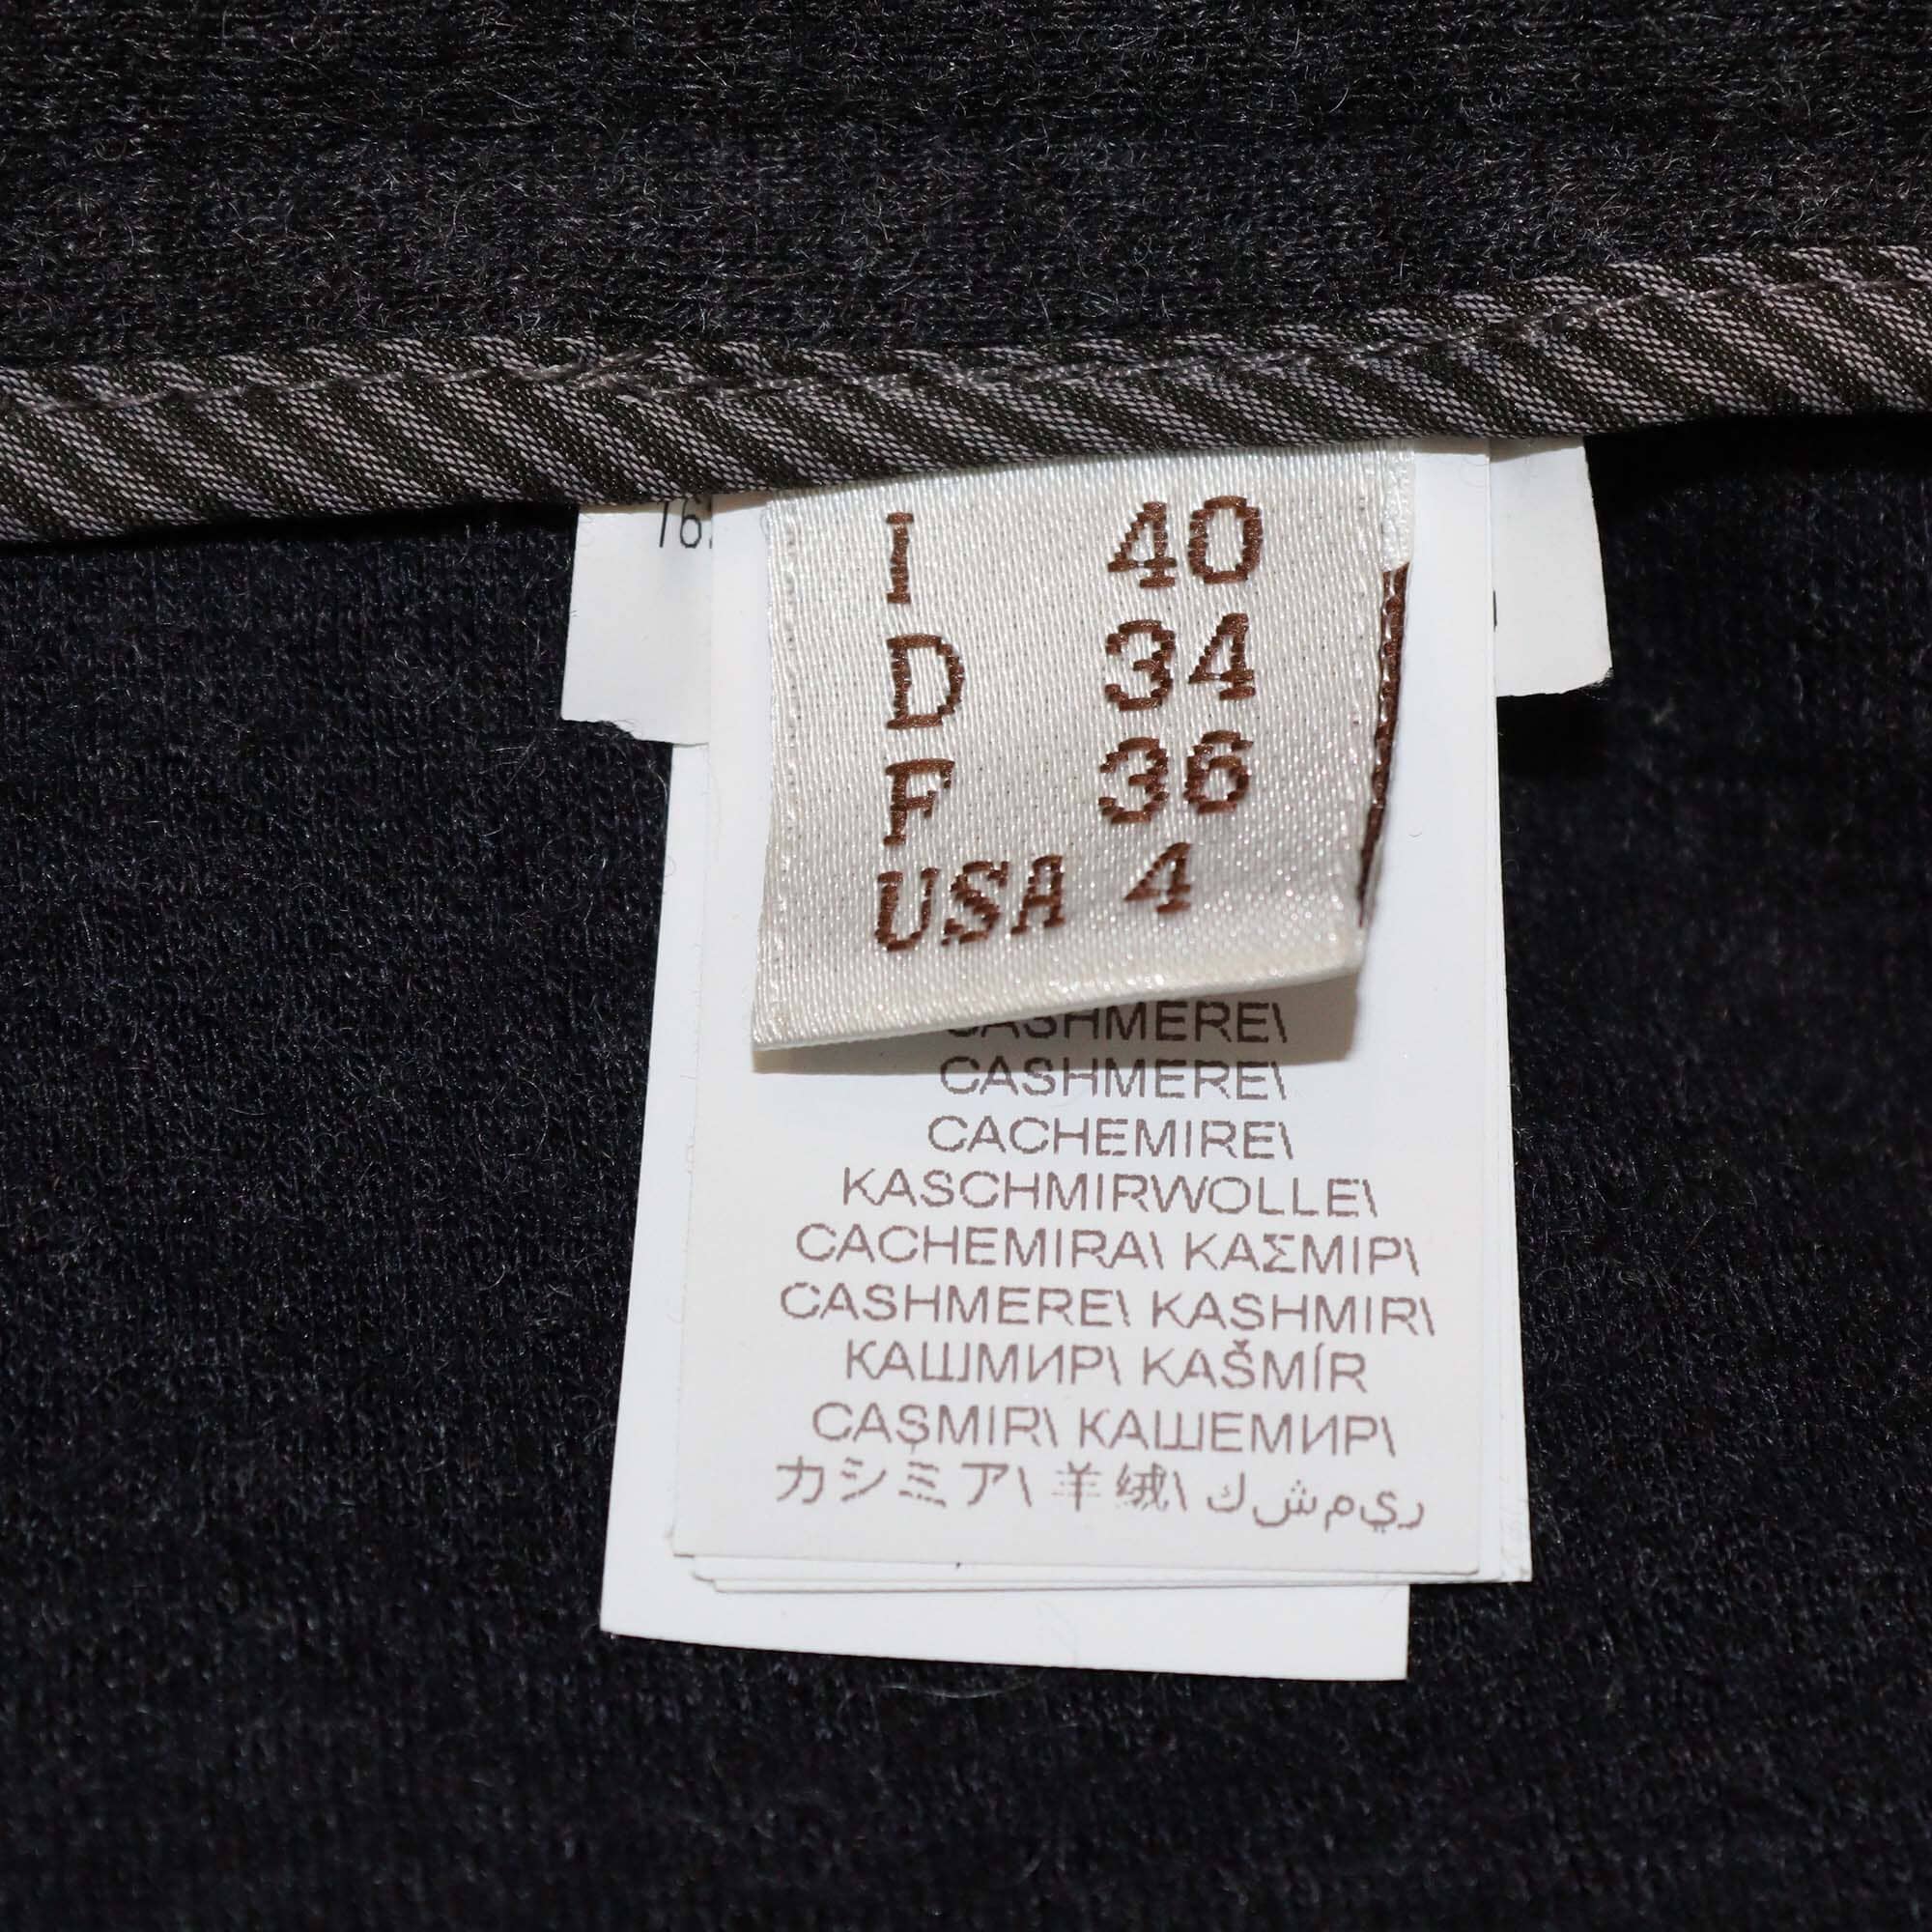 I 40
D 34
F 36
USA 4
CASHMERE\
CASHMERE\
CACHEMIRE\
KASCHMIRWOLLE\
CACHEMIRA\ ΚΑΣΜΙΡ\
CASHMERE\ KASHMIR\
КАШМИР\ KAŠMÍR
CAŞMIR\ КАШЕМИР\
カシミア\ 羊绒\ ك ش م ي ر